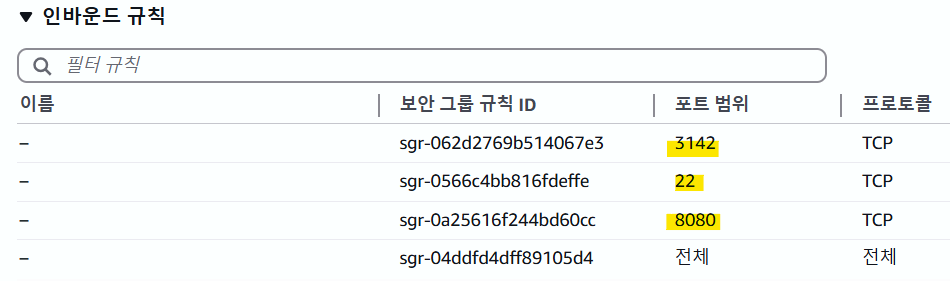 ▼ 인바운드 규칙
필터 규칙
이름 보안 그룹 규칙 ID 포트 범위 프로토콜
– sgr-062d2769b514067e3 3142 TCP
– sgr-0566c4bb816fdeffe 22 TCP
– sgr-0a25616f244bd60cc 8080 TCP
– sgr-04ddfd4dff89105d4 전체 전체